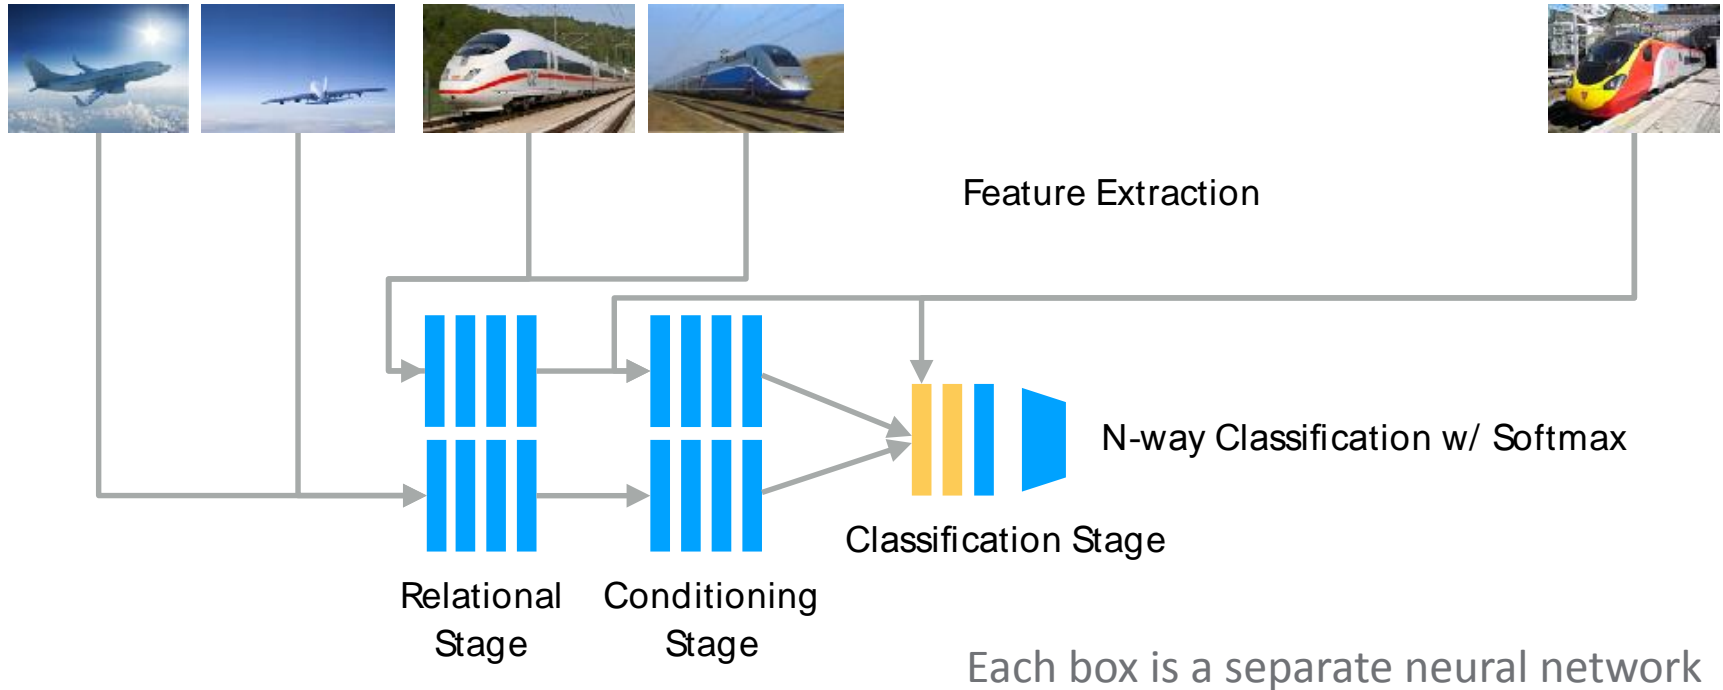 Feature Extraction
N-way Classification w/ Softmax
Classification Stage
Relational
Stage
Conditioning
Stage
Each box is a separate neural network